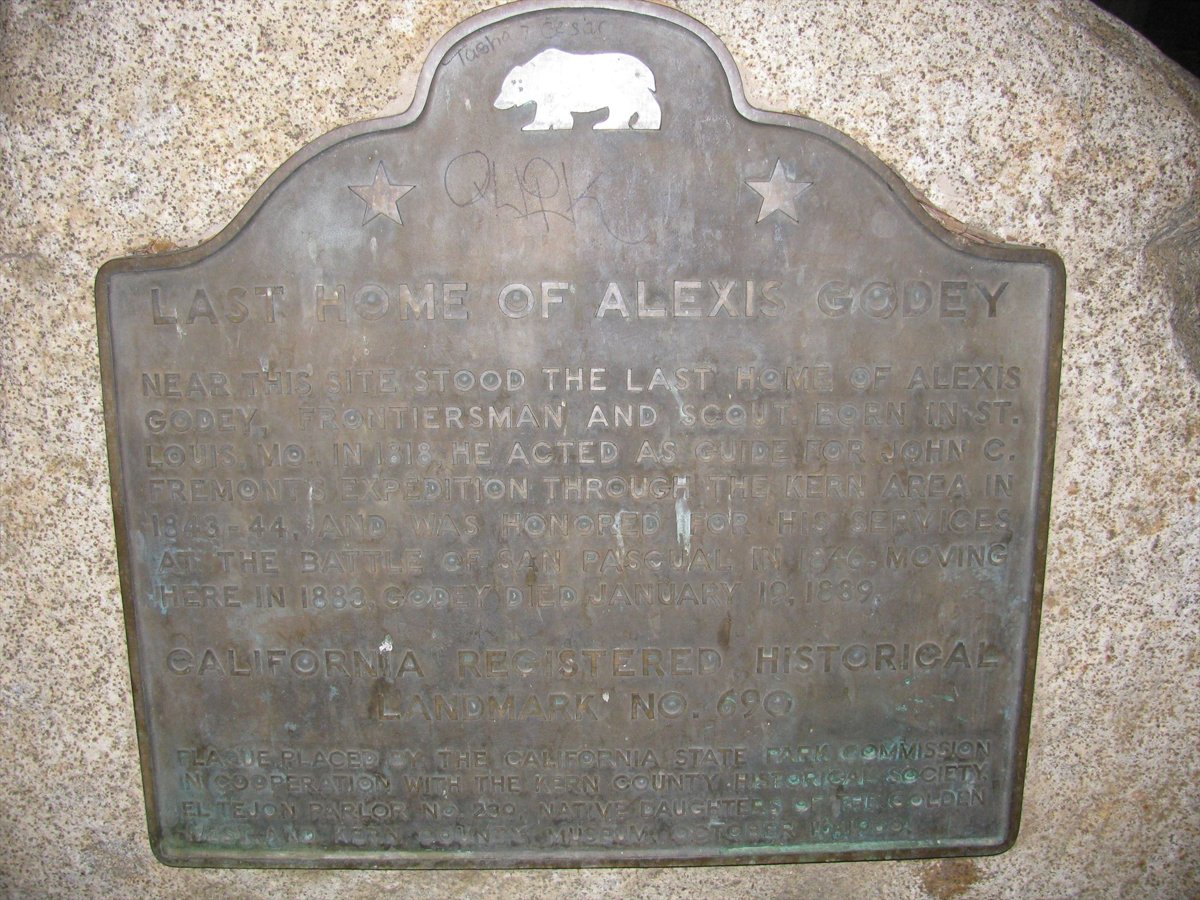 Tasha + Cesar
LAST HOME OF ALEXIS GODEY
NEAR THIS SITE STOOD THE LAST HOME OF ALEXIS
GODEY, FRONTIERSMAN AND SCOUT. BORN IN ST.
LOUIS, MO., IN 1818, HE ACTED AS GUIDE FOR JOHN C.
FREMONT'S EXPEDITION THROUGH THE KERN AREA IN
1843-44, AND WAS HONORED FOR HIS SERVICES
AT THE BATTLE OF SAN PASCUAL IN 1846. MOVING
HERE IN 1883, GODEY DIED JANUARY 19, 1889.
CALIFORNIA REGISTERED HISTORICAL
LANDMARK NO. 690
PLAQUE PLACED BY THE CALIFORNIA STATE PARK COMMISSION
IN COOPERATION WITH THE KERN COUNTY HISTORICAL SOCIETY,
EL TEJON PARLOR NO. 239, NATIVE DAUGHTERS OF THE GOLDEN
WEST AND KERN COUNTY MUSEUM, OCTOBER